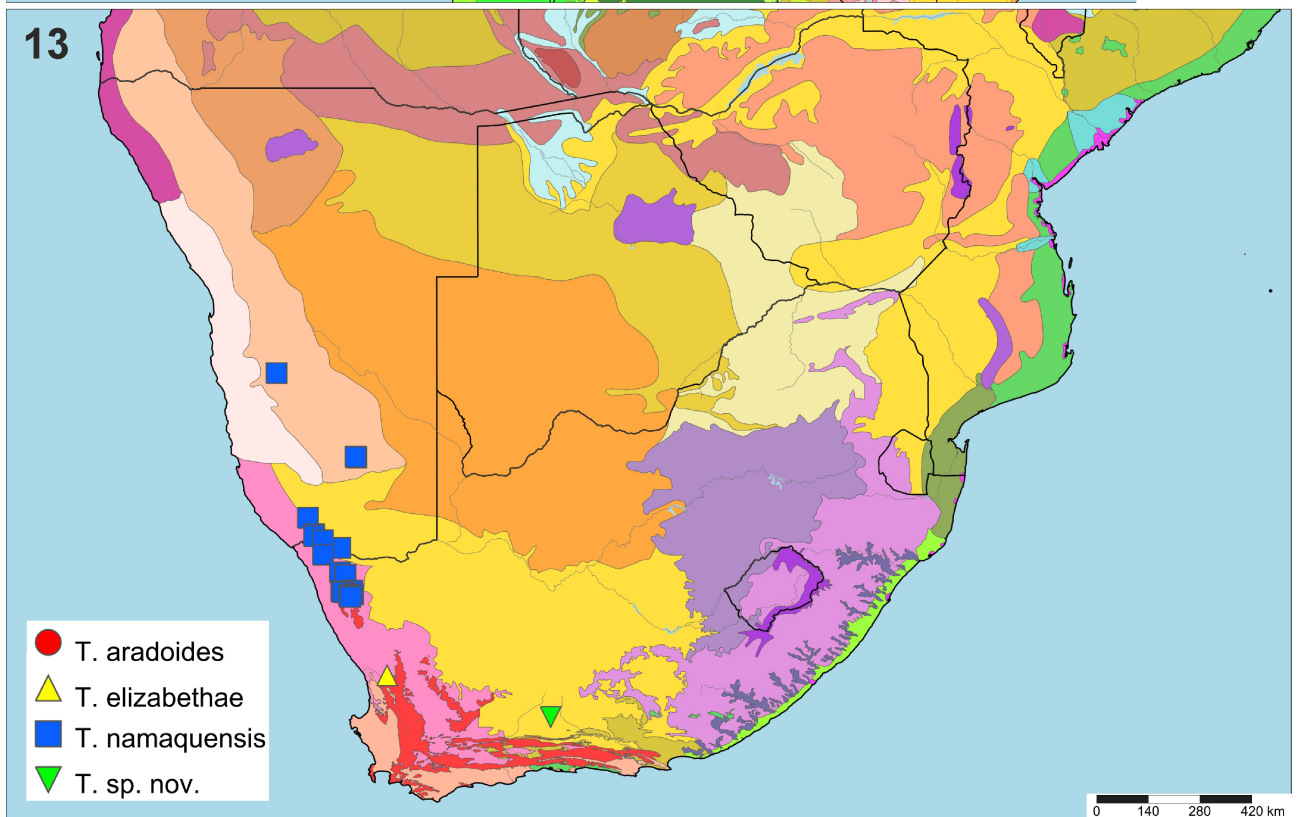 13
T. aradoides
T. elizabethae
T. namaquensis
T. sp. nov.
0 140 280 420 km